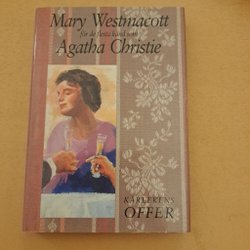 Mary Westmacott
för de flesta känd som
Agatha Christie
KÄRLEKENS
OFFER